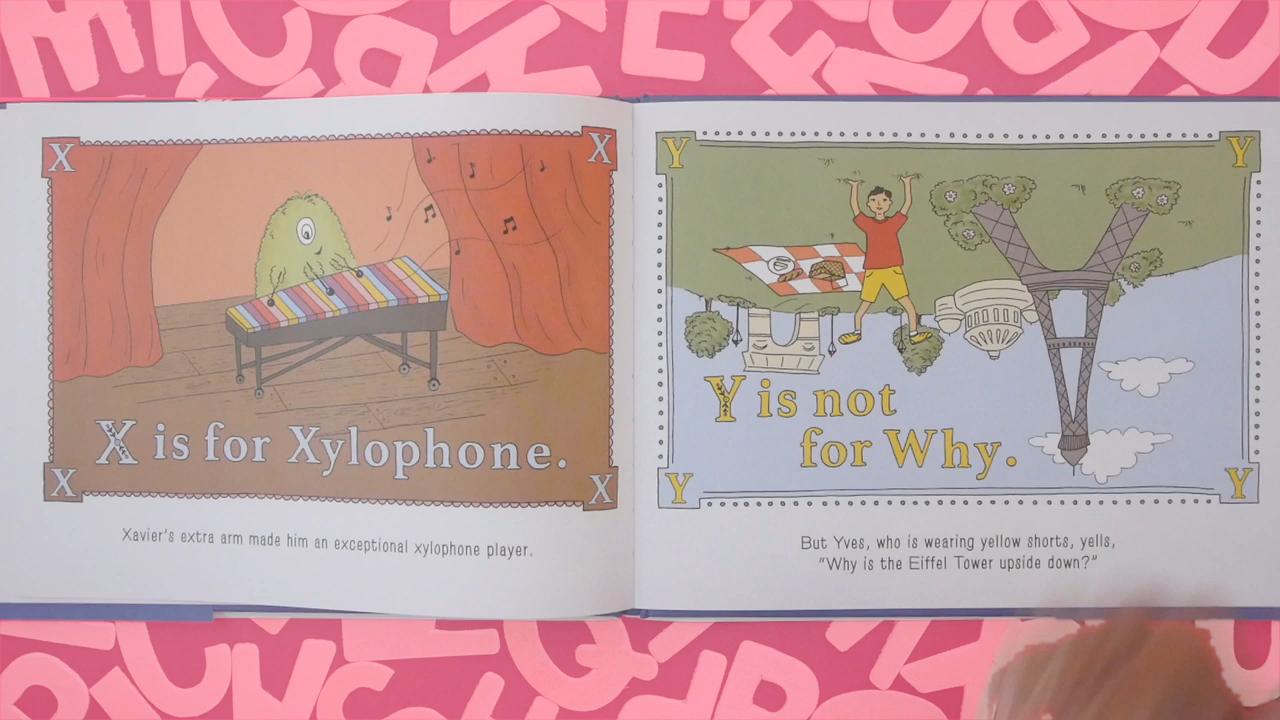 X X
X is for Xylophone.
X X
Xavier's extra arm made him an exceptional xylophone player.
Y Y
Y is not
for Why.
Y Y
But Yves, who is wearing yellow shorts, yells,
"Why is the Eiffel Tower upside down?"